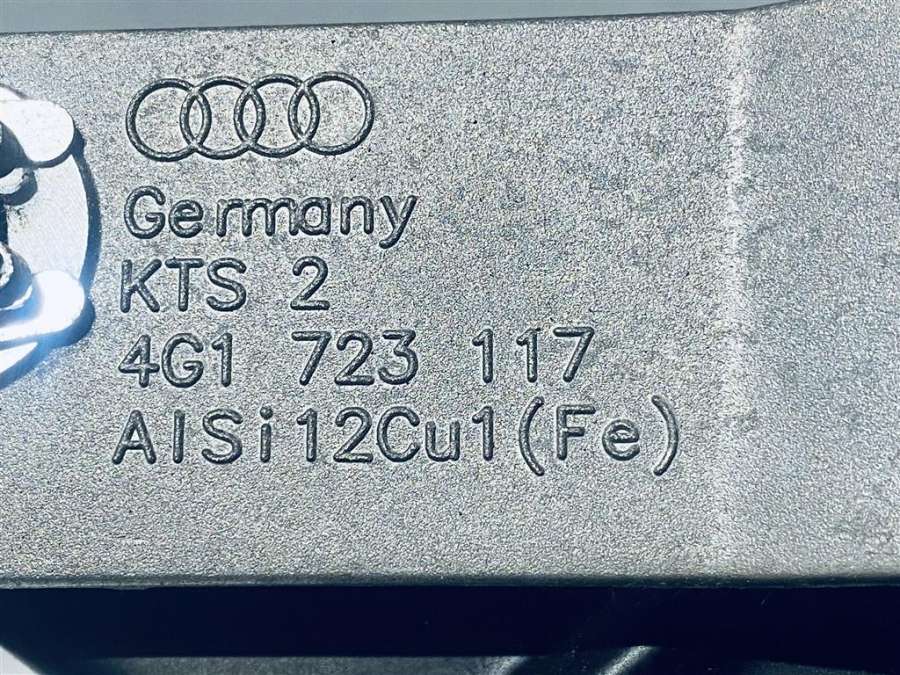 Germany
KTS 2
4G1 723 117
AlSi12Cu1(Fe)